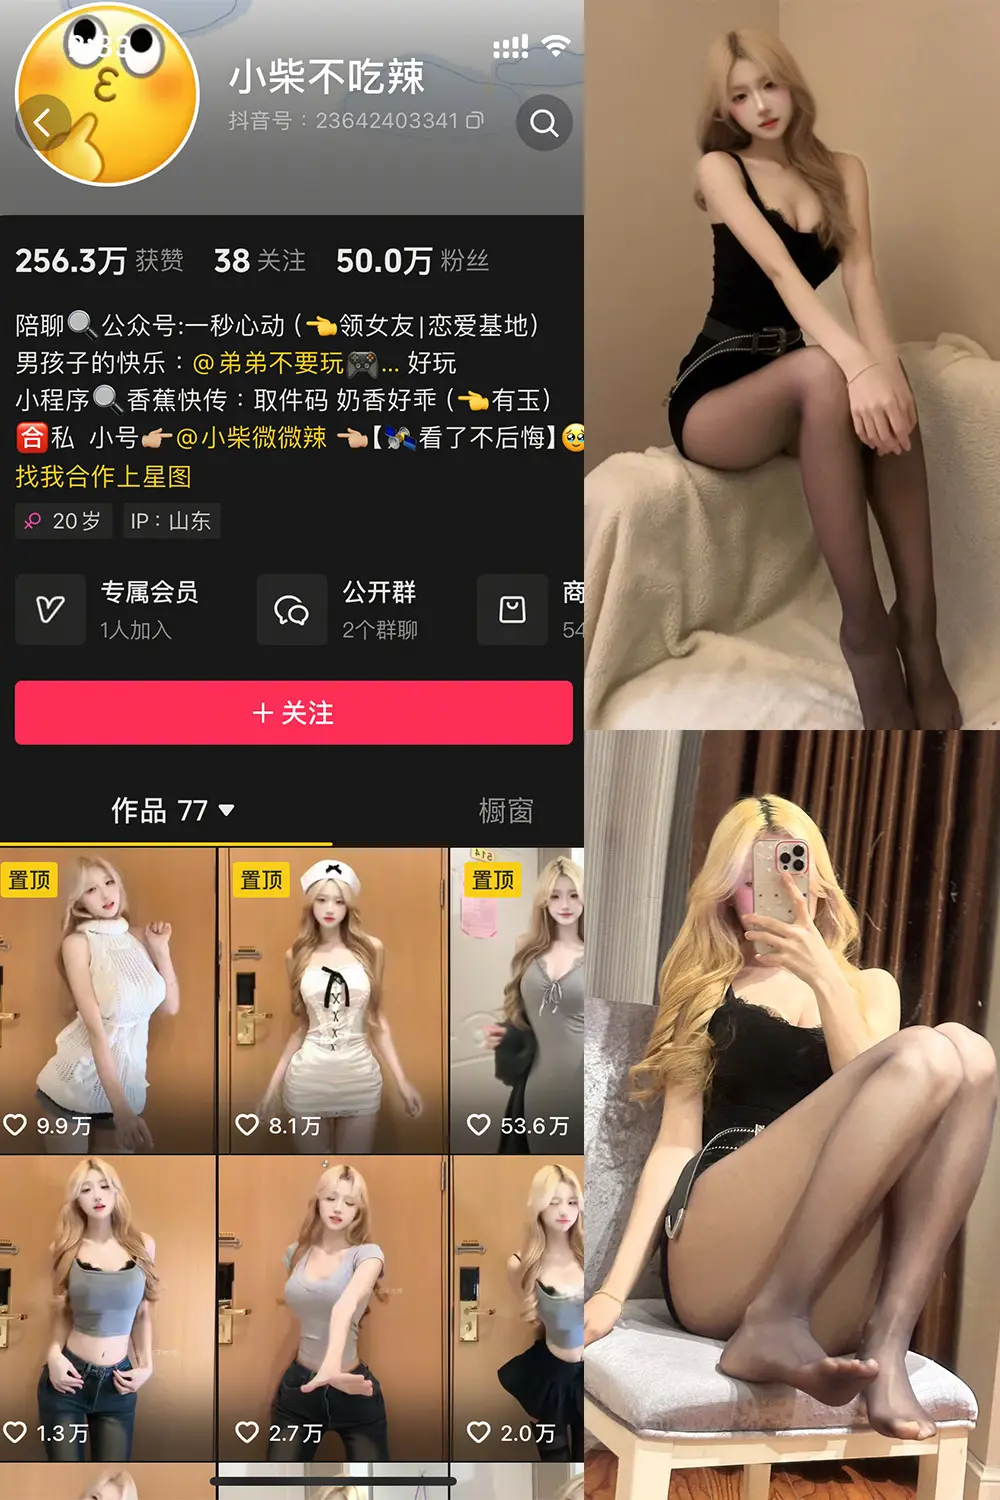 小柴不吃辣
抖音号：23642403341
256.3万 获赞 38 关注 50.0万 粉丝
陪聊🔍公众号:一秒心动（👈领女友|恋爱基地）
男孩子的快乐：@弟弟不要玩🎮... 好玩
小程序🔍香蕉快传：取件码 奶香好乖（👈有玉）
🈴私 小号👉@小柴微微辣 👈【🛰看了不后悔】🥹
找我合作上星图
♀ 20岁 IP：山东
专属会员 公开群 商
1人加入 2个群聊 54
＋关注
作品 77 ▼ 橱窗
置顶 置顶 置顶
514
9.9万 8.1万 53.6万
1.3万 2.7万 2.0万